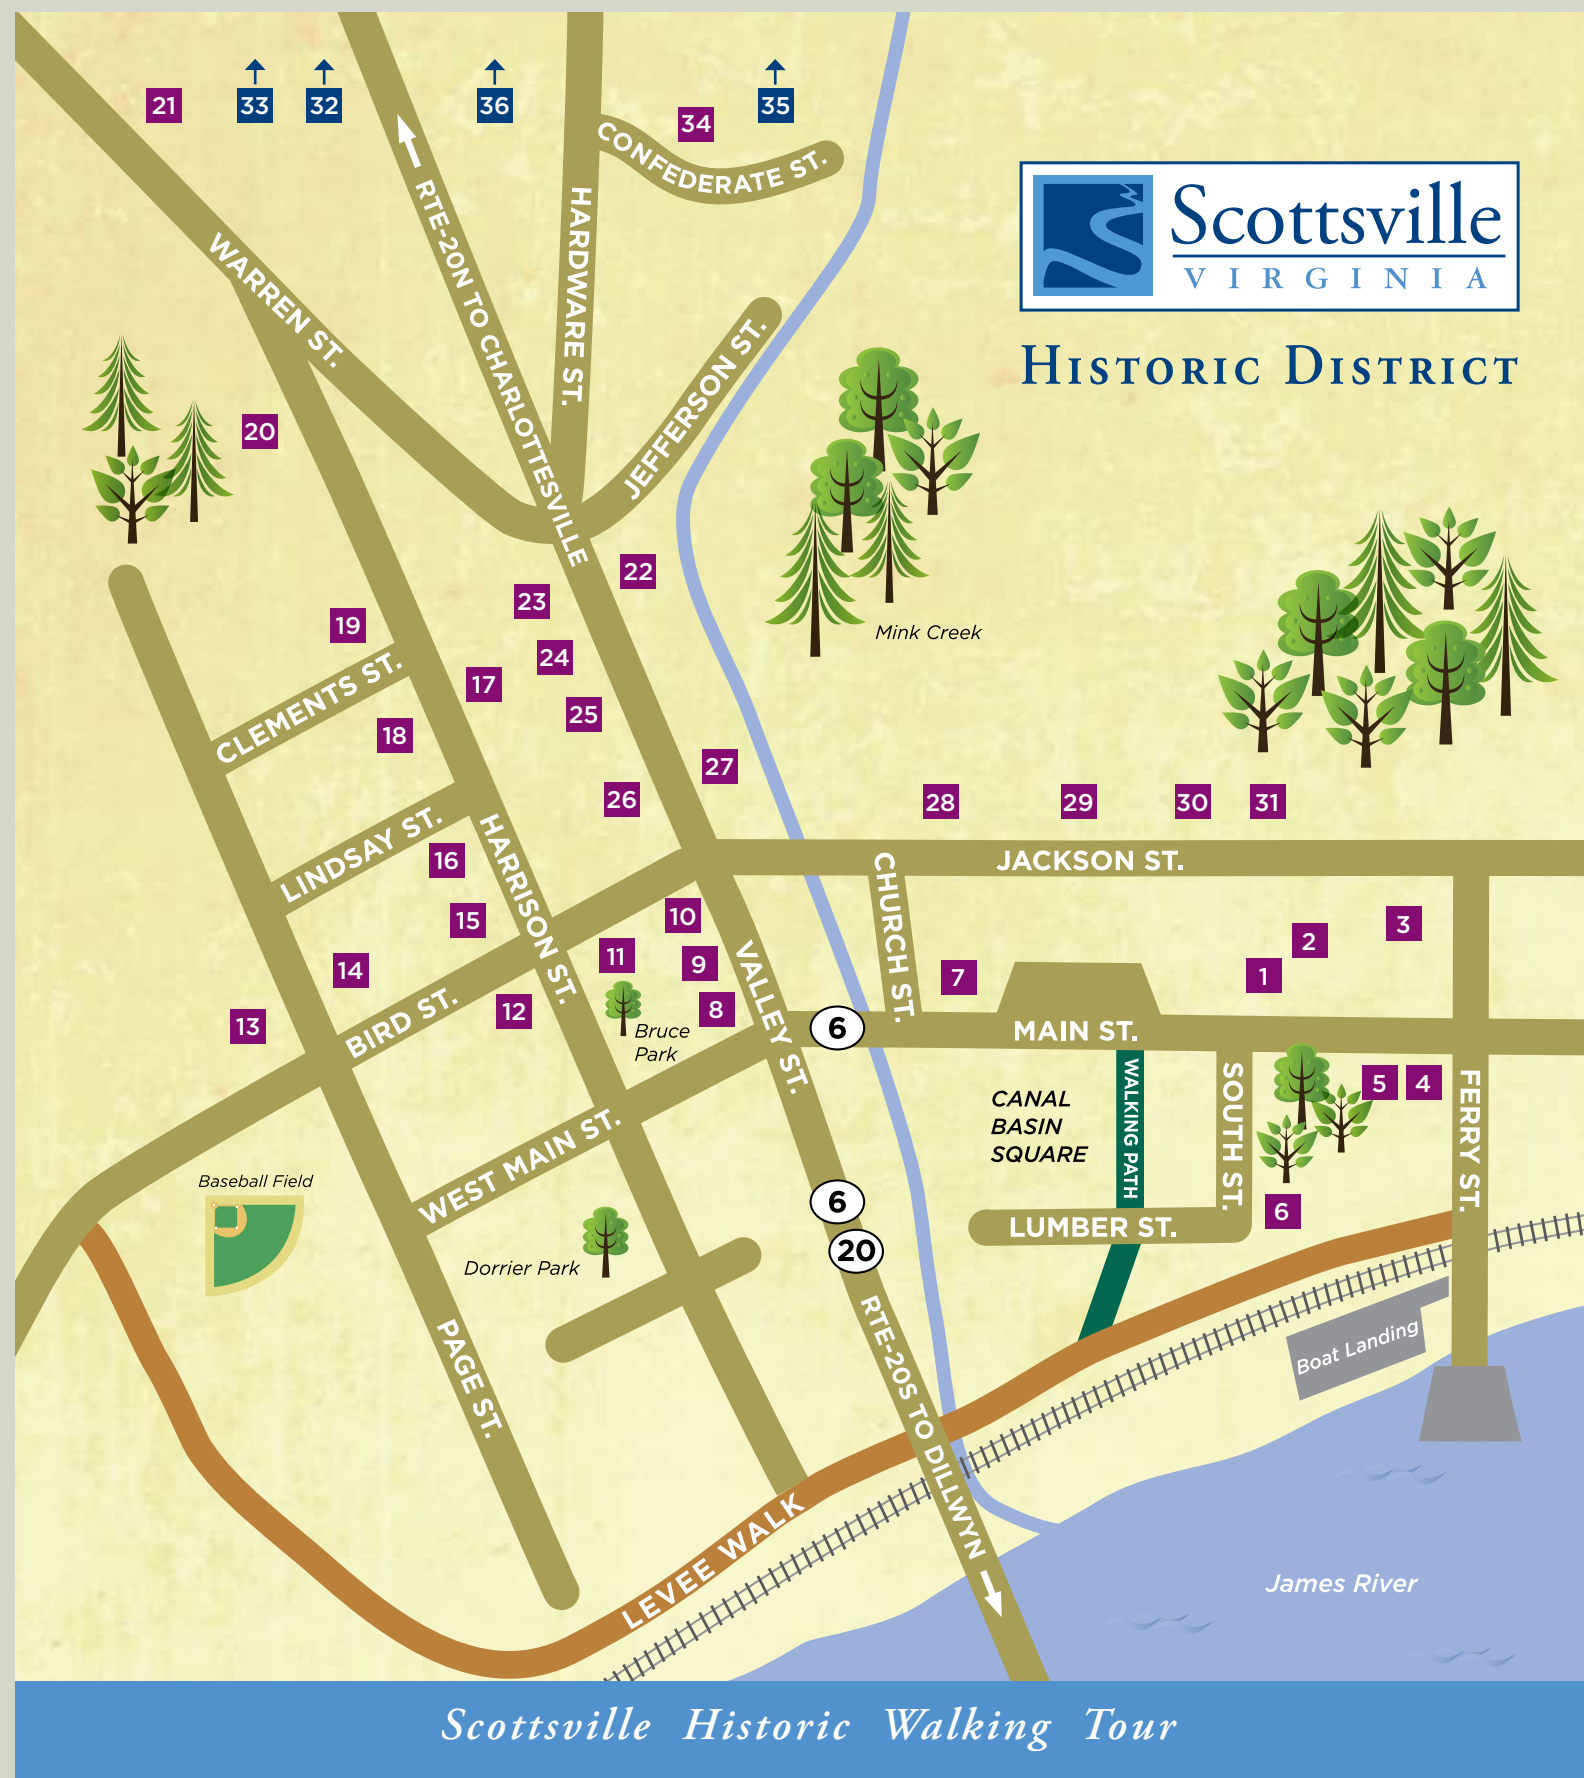 21
33
32
36
34
35
CONFEDERATE ST.
Scottsville
VIRGINIA
HISTORIC DISTRICT
RTE-20N TO CHARLOTTESVILLE
HARDWARE ST.
WARREN ST.
JEFFERSON ST.
20
22
23
Mink Creek
19
24
17
CLEMENTS ST.
25
18
27
26
28
29
30
31
LINDSAY ST.
16
HARRISON ST.
JACKSON ST.
CHURCH ST.
15
10
3
2
11
9
14
7
1
VALLEY ST.
12
8
13
BIRD ST.
Bruce
Park
6
MAIN ST.
5
4
CANAL
BASIN
SQUARE
WALKING PATH
SOUTH ST.
FERRY ST.
WEST MAIN ST.
Baseball Field
6
6
LUMBER ST.
20
Dorrier Park
RTE-20S TO DILLWYN
PAGE ST.
Boat Landing
LEVEE WALK
James River
Scottsville Historic Walking Tour